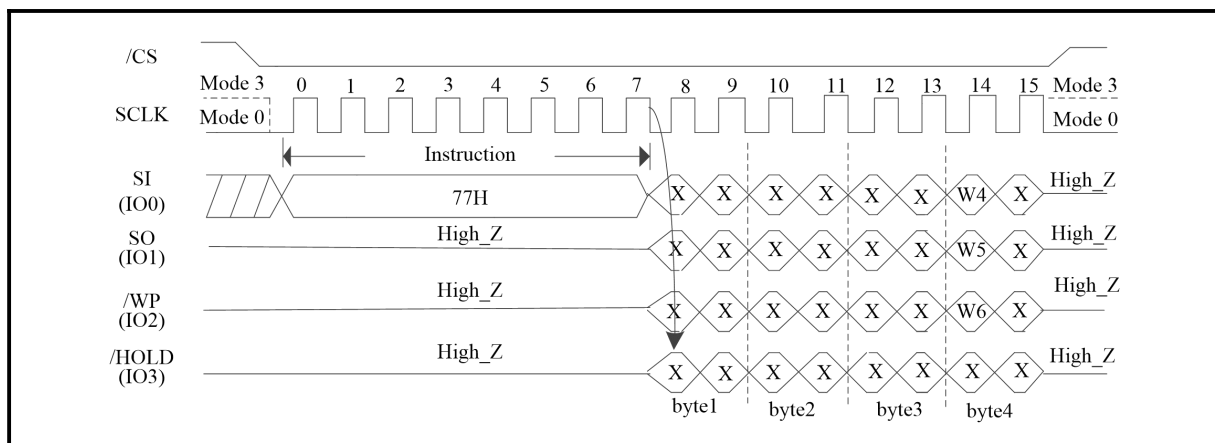 /CS
Mode 3 0 1 2 3 4 5 6 7 8 9 10 11 12 13 14 15 Mode 3
SCLK Mode 0 Mode 0
Instruction
SI (IO0) 77H X X X X X X W4 X High_Z
SO (IO1) High_Z X X X X X X W5 X High_Z
/WP (IO2) High_Z X X X X X X W6 X High_Z
/HOLD (IO3) High_Z X X X X X X X X High_Z
byte1 byte2 byte3 byte4